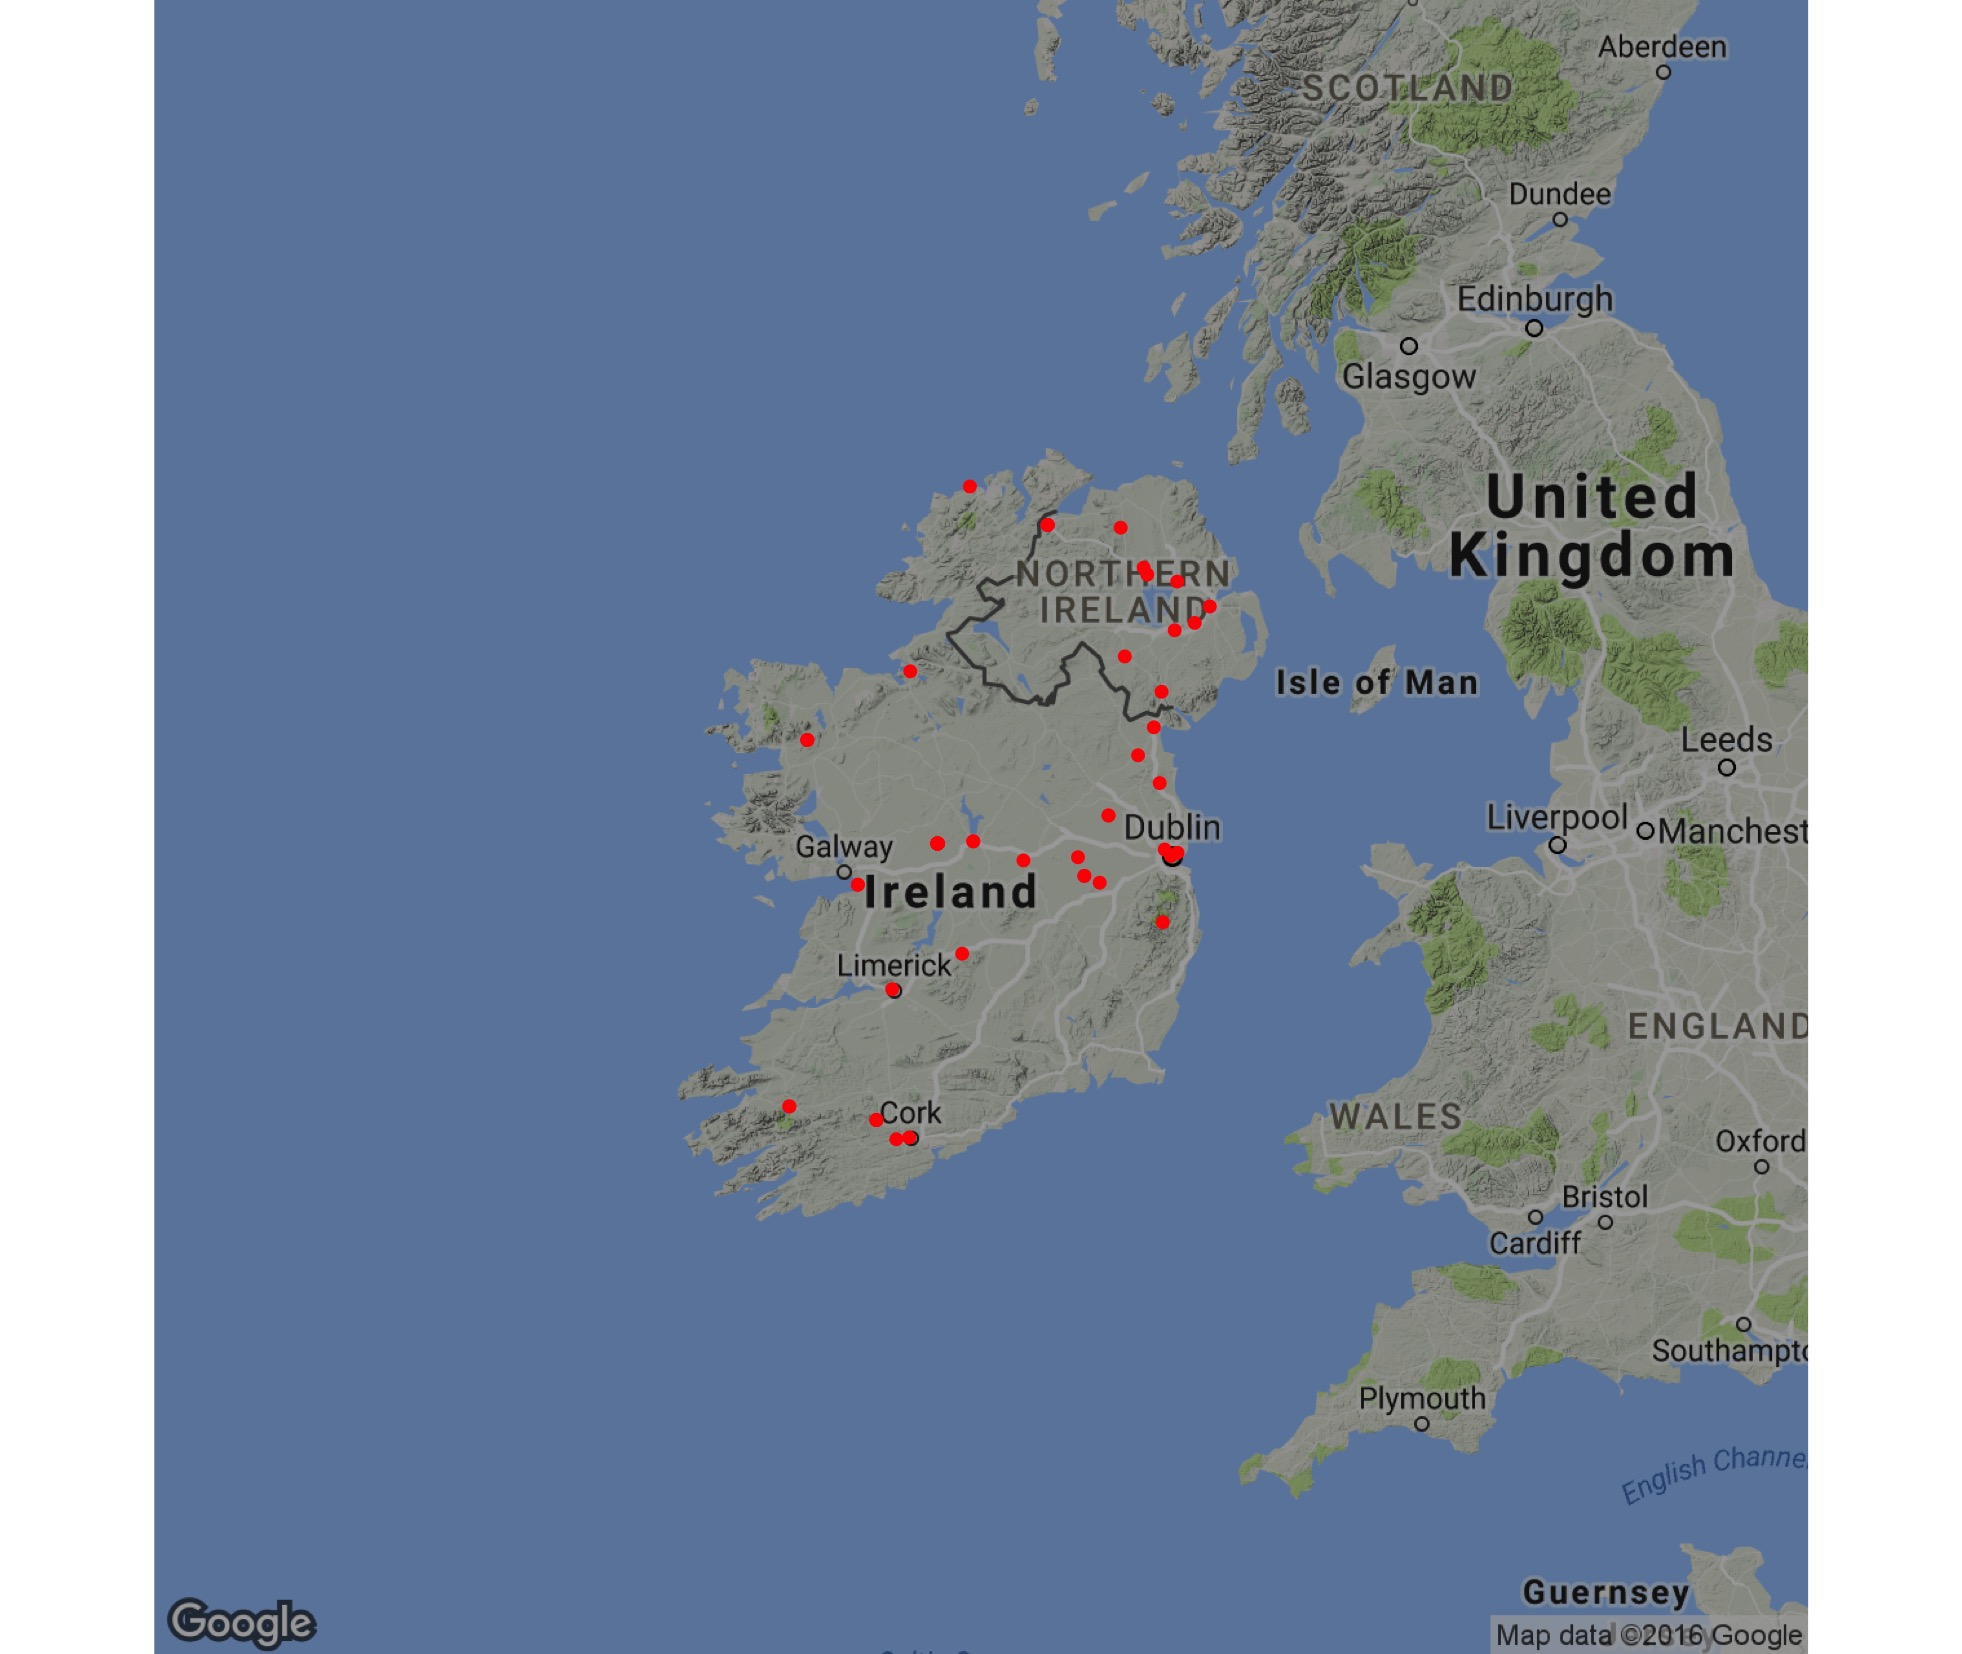 Aberdeen
SCOTLAND
Dundee
Edinburgh
Glasgow
United
Kingdom
NORTHERN
IRELAND
Isle of Man
Leeds
Liverpool
Manchest
Dublin
Galway
Ireland
Limerick
ENGLAND
Cork
WALES
Oxford
Bristol
Cardiff
Southampto
Plymouth
English Channe
Guernsey
Google
Map data ©2016 Google